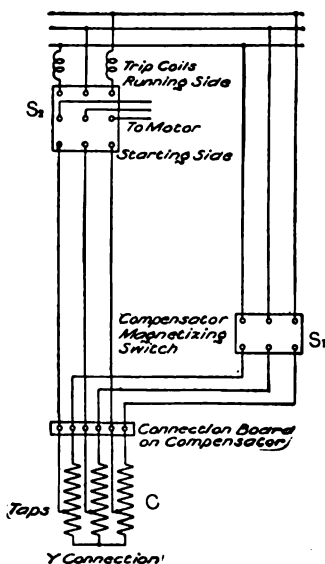 Trip Coils
Running Side
S₂
To Motor
Starting Side
Compensator
Magnetizing
Switch
S₁
Connection Board
on Compensator
Taps
C
Y Connection